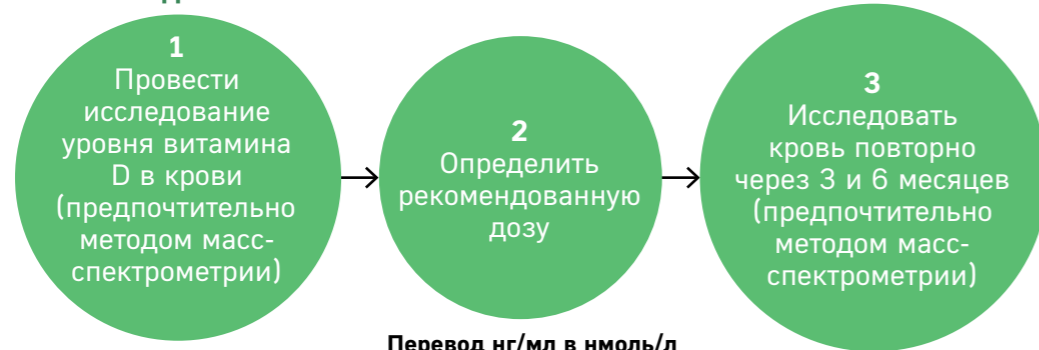 1
Провести
исследование
уровня витамина
D в крови
(предпочтительно
методом масс-
спектрометрии)
2
Определить
рекомендованную
дозу
3
Исследовать
кровь повторно
через 3 и 6 месяцев
(предпочтительно
методом масс-
спектрометрии)
Перевод нг/мл в нмоль/л